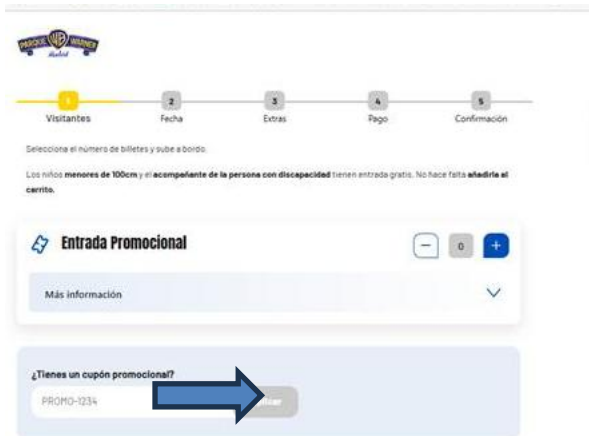 PARQUE WB WARNER
Madrid
1 2 3 4 5
Visitantes Fecha Extras Pago Confirmación
Selecciona el número de billetes y sube a bordo.
Los niños menores de 100cm y el acompañante de la persona con discapacidad tienen entrada gratis. No hace falta añadirla al
carrito.
Entrada Promocional - 0 +
Más información
¿Tienes un cupón promocional?
PROMO-1234